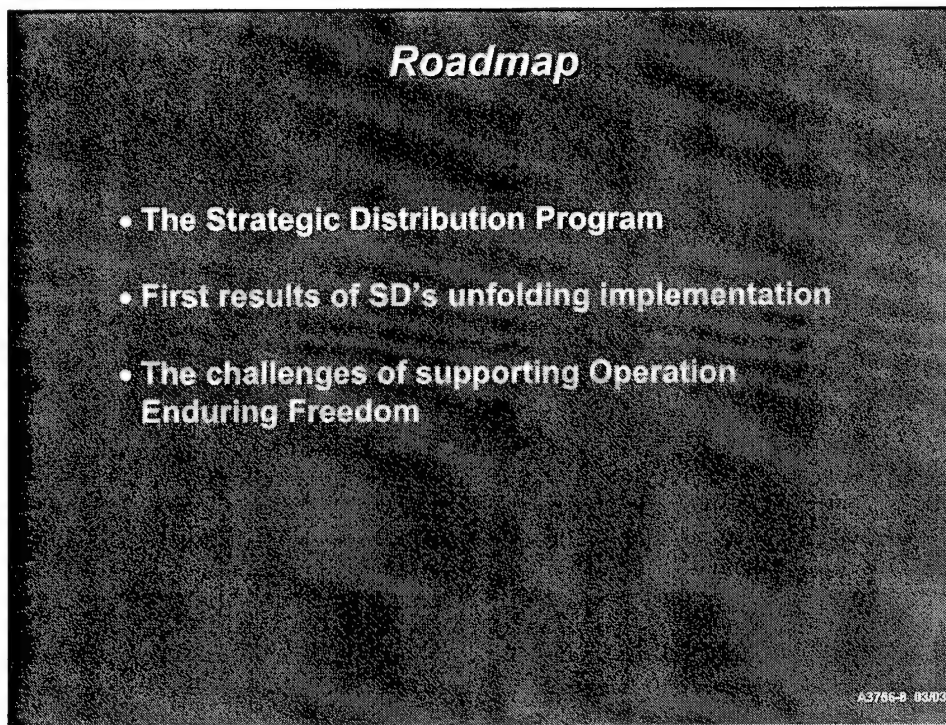 Roadmap
• The Strategic Distribution Program
• First results of SD's unfolding implementation
• The challenges of supporting Operation
Enduring Freedom
A3766-8 03/03